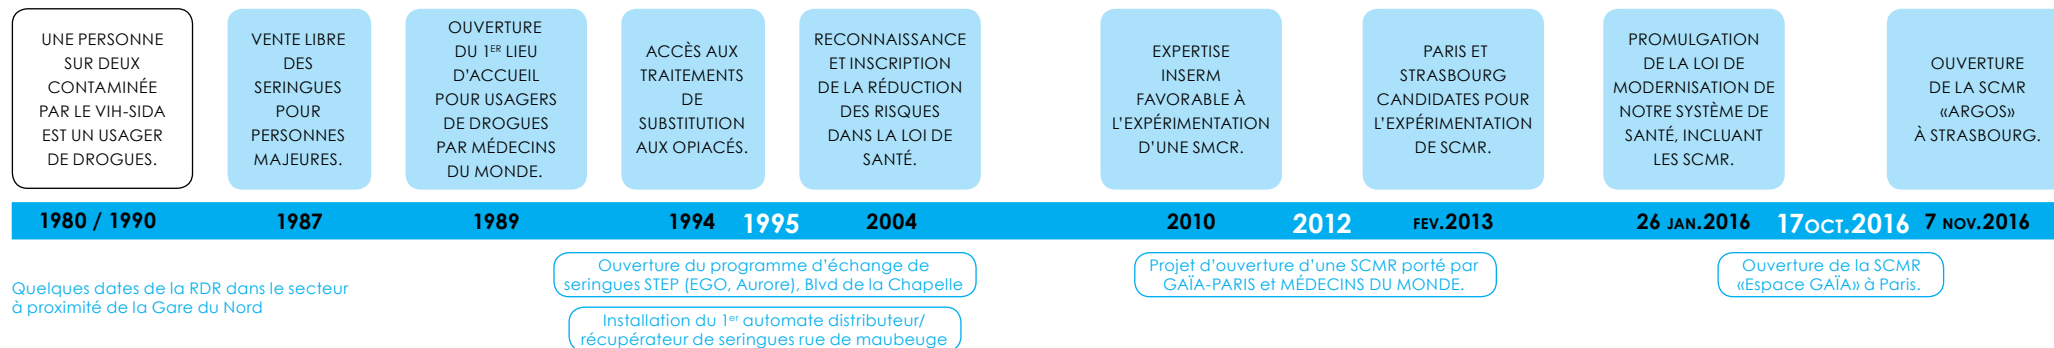 UNE PERSONNE
SUR DEUX
CONTAMINÉE
PAR LE VIH-SIDA
EST UN USAGER
DE DROGUES.
VENTE LIBRE
DES
SERINGUES
POUR
PERSONNES
MAJEURES.
OUVERTURE
DU 1ER LIEU
D'ACCUEIL
POUR USAGERS
DE DROGUES
PAR MÉDECINS
DU MONDE.
ACCÈS AUX
TRAITEMENTS
DE
SUBSTITUTION
AUX OPIACÉS.
RECONNAISSANCE
ET INSCRIPTION
DE LA RÉDUCTION
DES RISQUES
DANS LA LOI DE
SANTÉ.
EXPERTISE
INSERM
FAVORABLE À
L'EXPÉRIMENTATION
D'UNE SMCR.
PARIS ET
STRASBOURG
CANDIDATES POUR
L'EXPÉRIMENTATION
DE SCMR.
PROMULGATION
DE LA LOI DE
MODERNISATION DE
NOTRE SYSTÈME DE
SANTÉ, INCLUANT
LES SCMR.
OUVERTURE
DE LA SCMR
«ARGOS»
À STRASBOURG.
1980 / 1990 1987 1989 1994 1995 2004 2010 2012 FEV.2013 26 JAN.2016 17OCT.2016 7 NOV.2016
Quelques dates de la RDR dans le secteur
à proximité de la Gare du Nord
Ouverture du programme d'échange de
seringues STEP (EGO, Aurore), Blvd de la Chapelle
Installation du 1er automate distributeur/
récupérateur de seringues rue de maubeuge
Projet d'ouverture d'une SCMR porté par
GAÏA-PARIS et MÉDECINS DU MONDE.
Ouverture de la SCMR
«Espace GAÏA» à Paris.